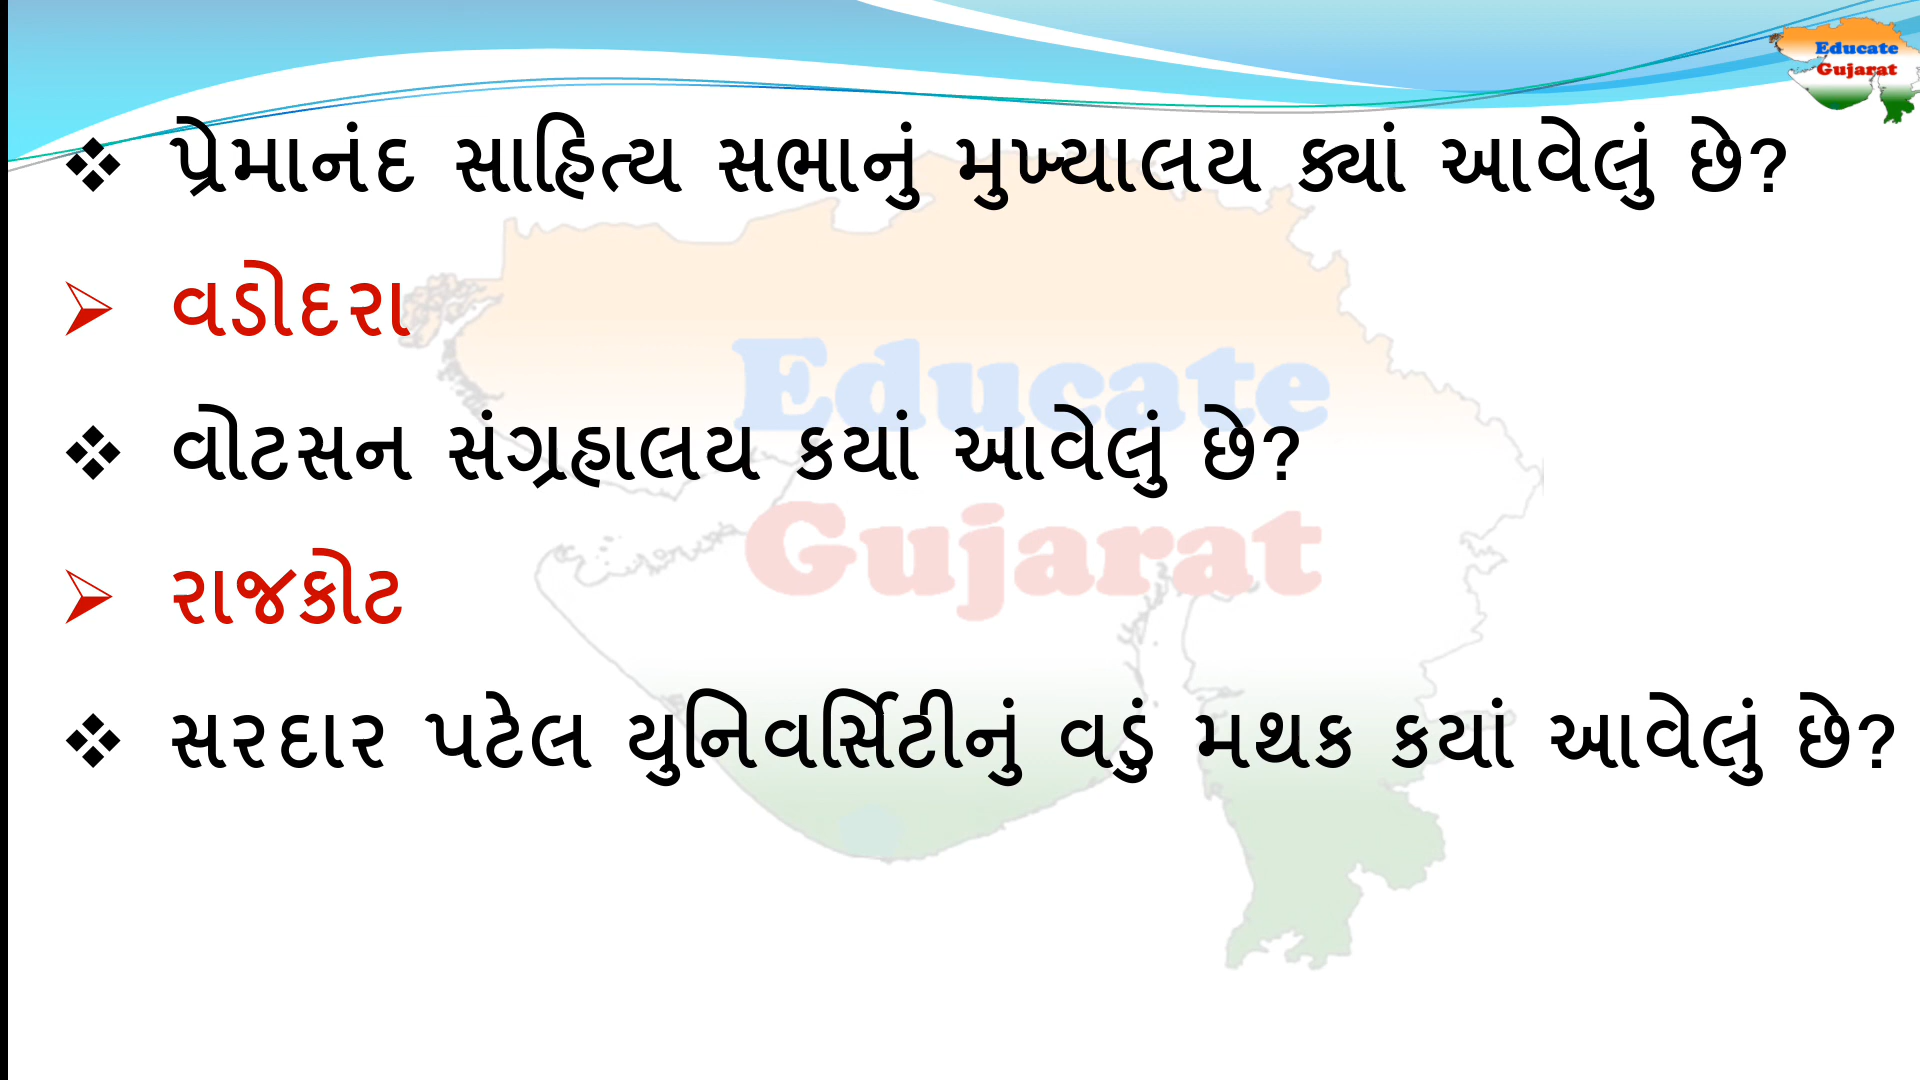 Educate
Gujarat
પ્રેમાનંદ સાહિત્ય સભાનું મુખ્યાલય ક્યાં આવેલું છે?
વડોદરા
Educate
વોટસન સંગ્રહાલય કયાં આવેલું છે?
Gujarat
રાજકોટ
સરદાર પટેલ યુનિવર્સિટીનું વડું મથક કયાં આવેલું છે?